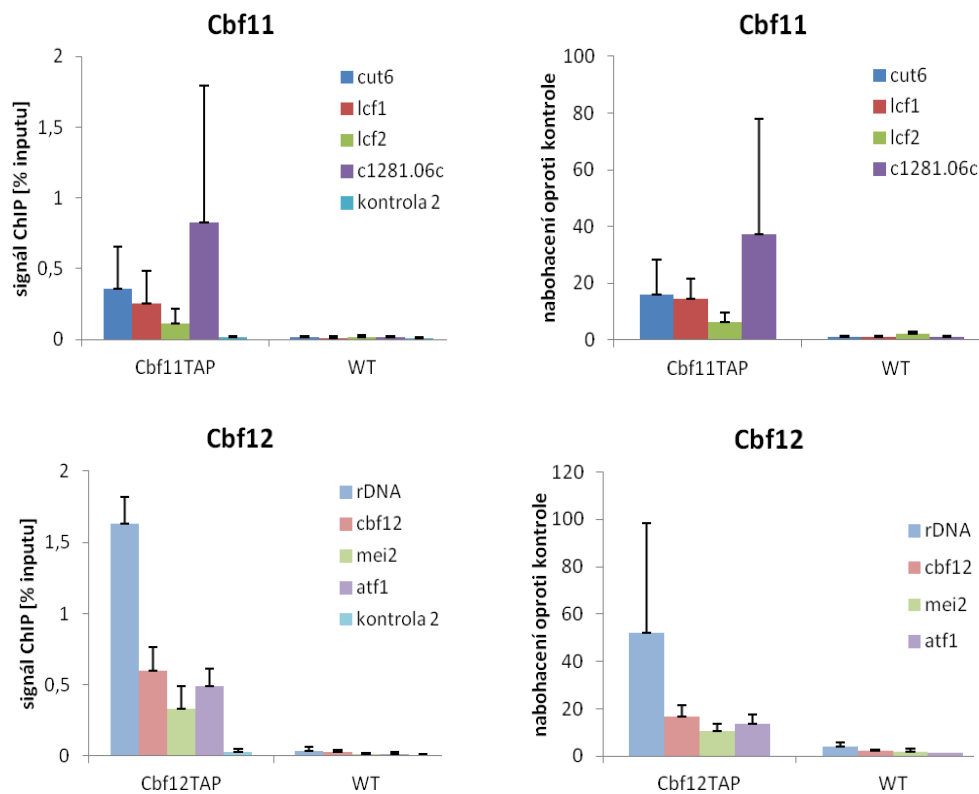 Cbf11
signál ChIP [% inputu]
2
1,5
1
0,5
0
cut6
lcf1
lcf2
c1281.06c
kontrola 2
Cbf11TAP
WT
Cbf11
nabohacení oproti kontrole
100
80
60
40
20
0
cut6
lcf1
lcf2
c1281.06c
Cbf11TAP
WT
Cbf12
signál ChIP [% inputu]
2
1,5
1
0,5
0
rDNA
cbf12
mei2
atf1
kontrola 2
Cbf12TAP
WT
Cbf12
nabohacení oproti kontrole
120
100
80
60
40
20
0
rDNA
cbf12
mei2
atf1
Cbf12TAP
WT